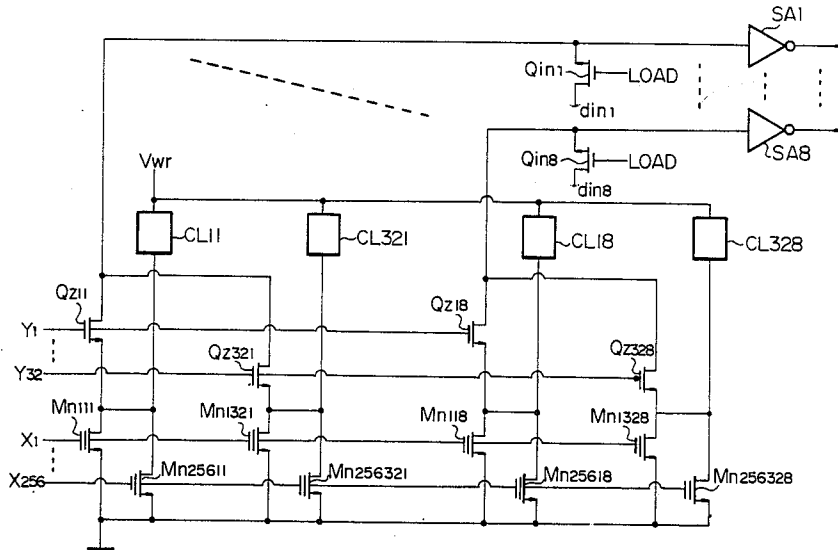 SA1
Qin1
LOAD
din1
SA8
Qin8
LOAD
din8
Vwr
CL11
CL321
CL18
CL328
Qz11
Qz18
Y1
Qz321
Qz328
Y32
Mn111
Mn1321
Mn118
Mn1328
X1
Mn25611
Mn256321
Mn25618
Mn256328
X256